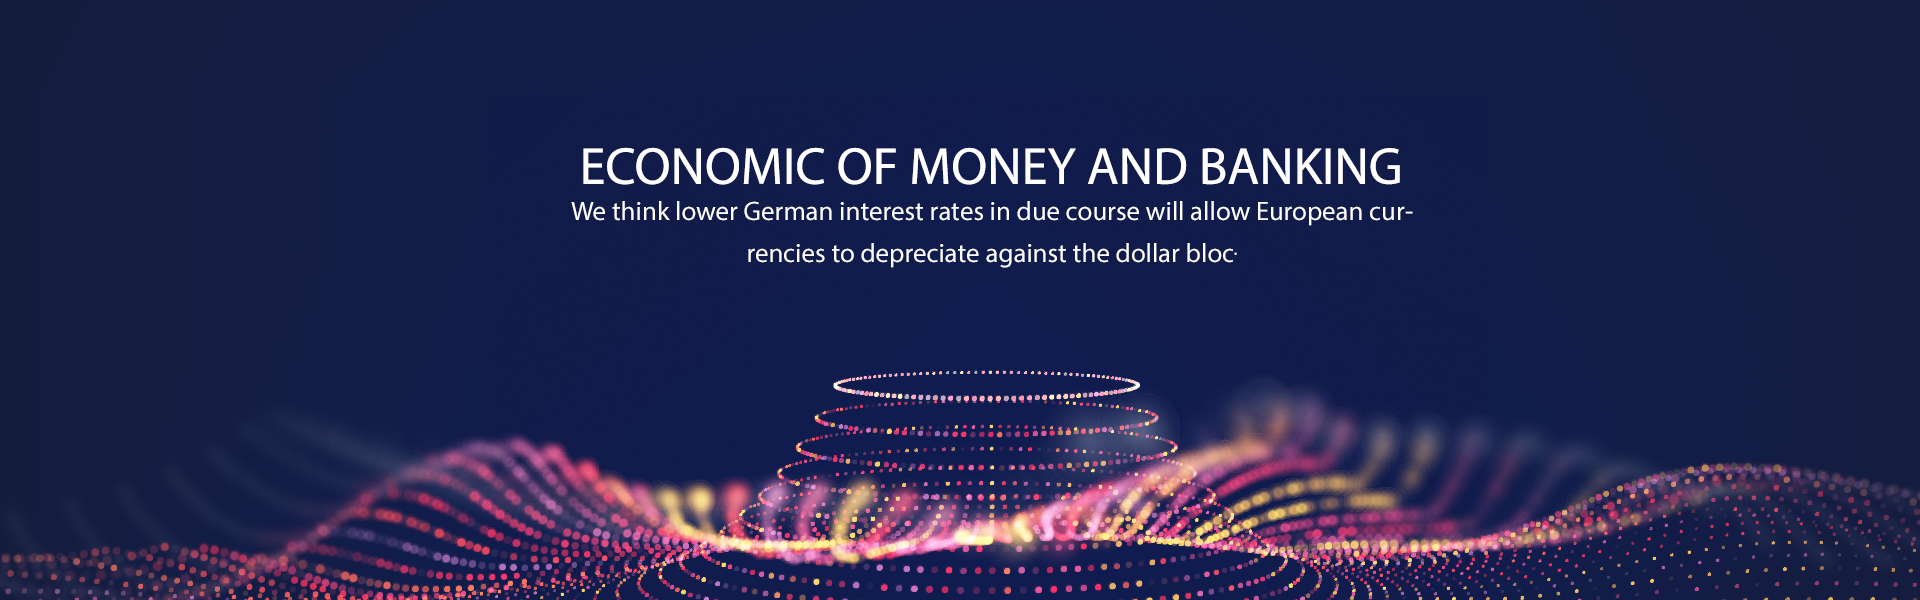 ECONOMIC OF MONEY AND BANKING
We think lower German interest rates in due course will allow European cur-
rencies to depreciate against the dollar bloc·